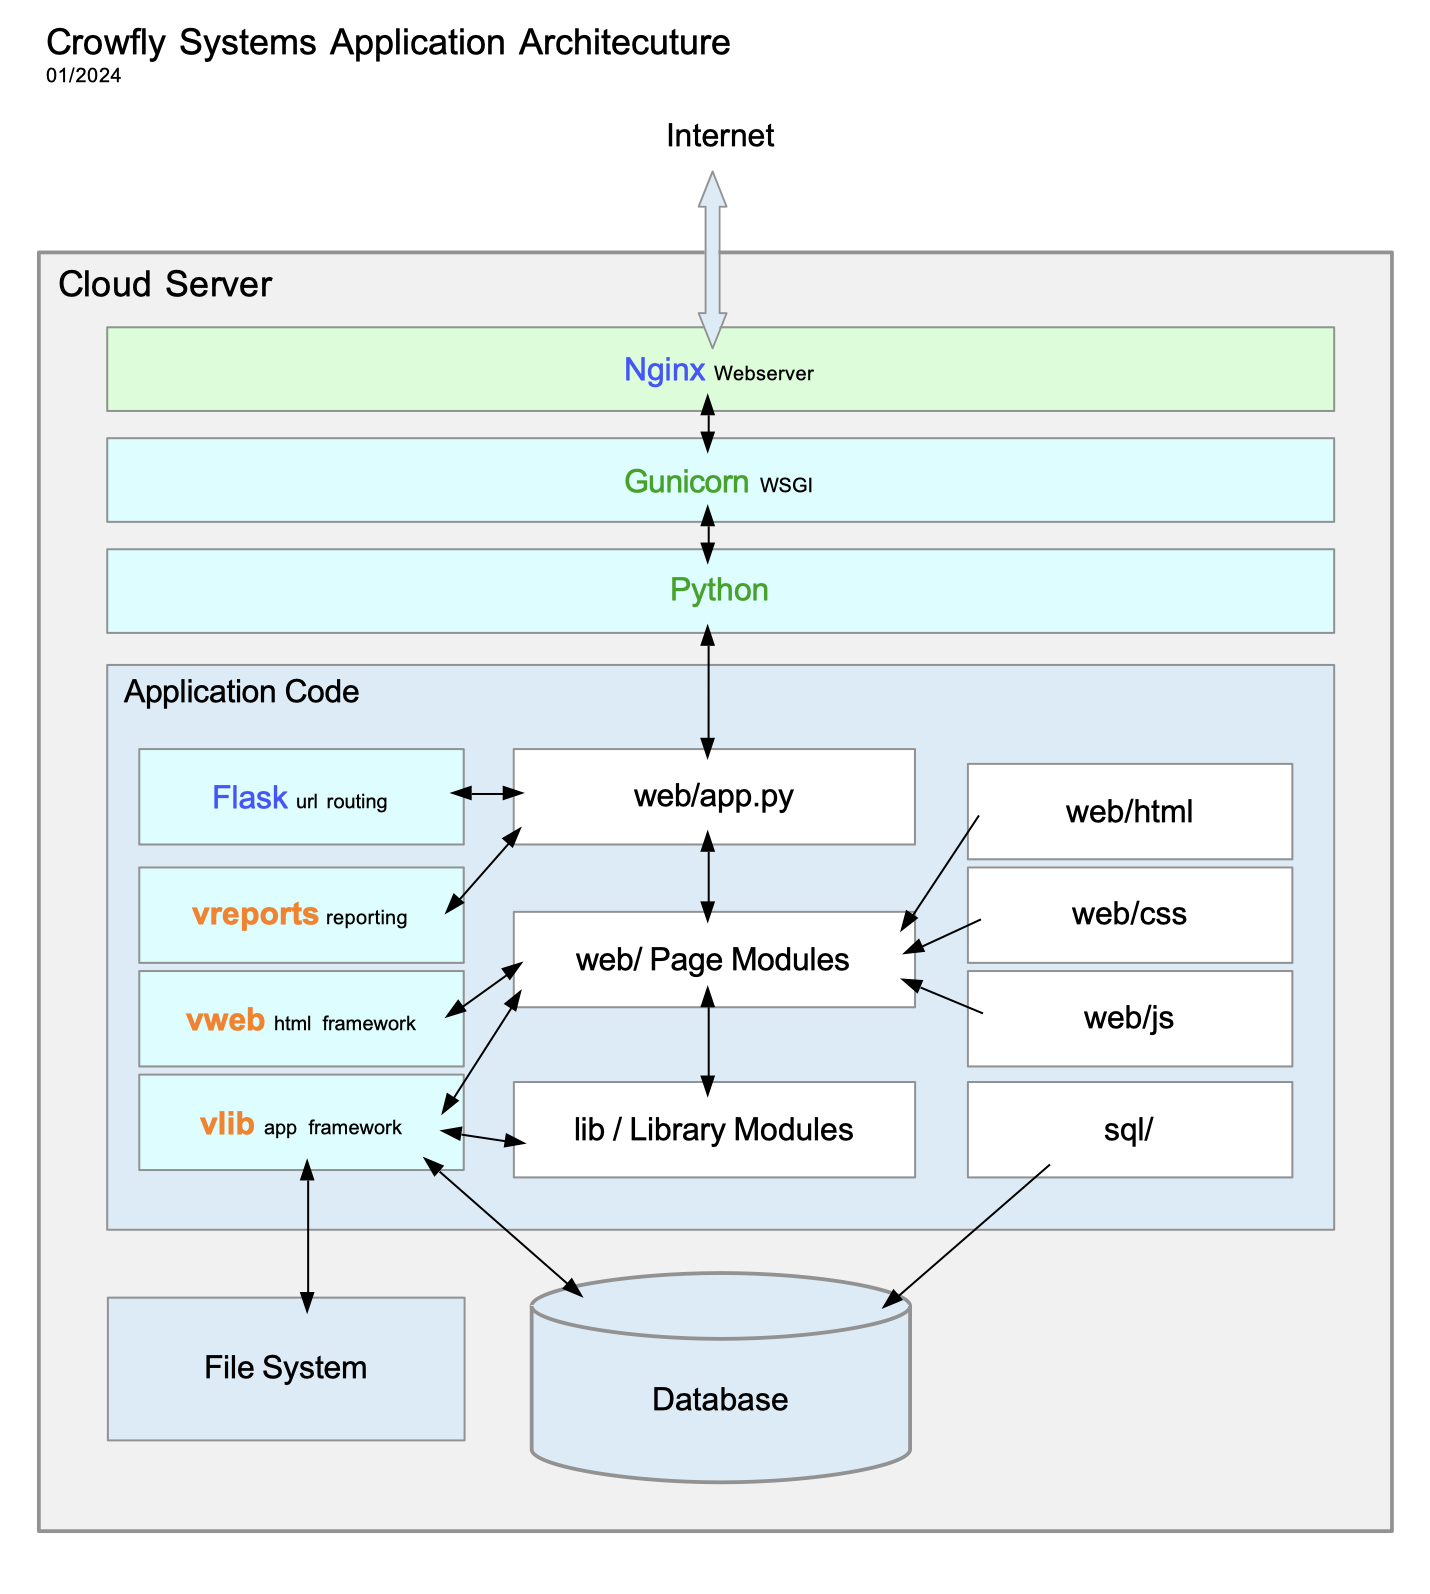 Crowfly Systems Application Architecuture
01/2024
Internet
Cloud Server
Nginx Webserver
Gunicorn WSGI
Python
Application Code
Flask url routing
web/app.py
web/html
vreports reporting
web/css
web/ Page Modules
vweb html framework
web/js
vlib app framework
lib / Library Modules
sql/
File System
Database